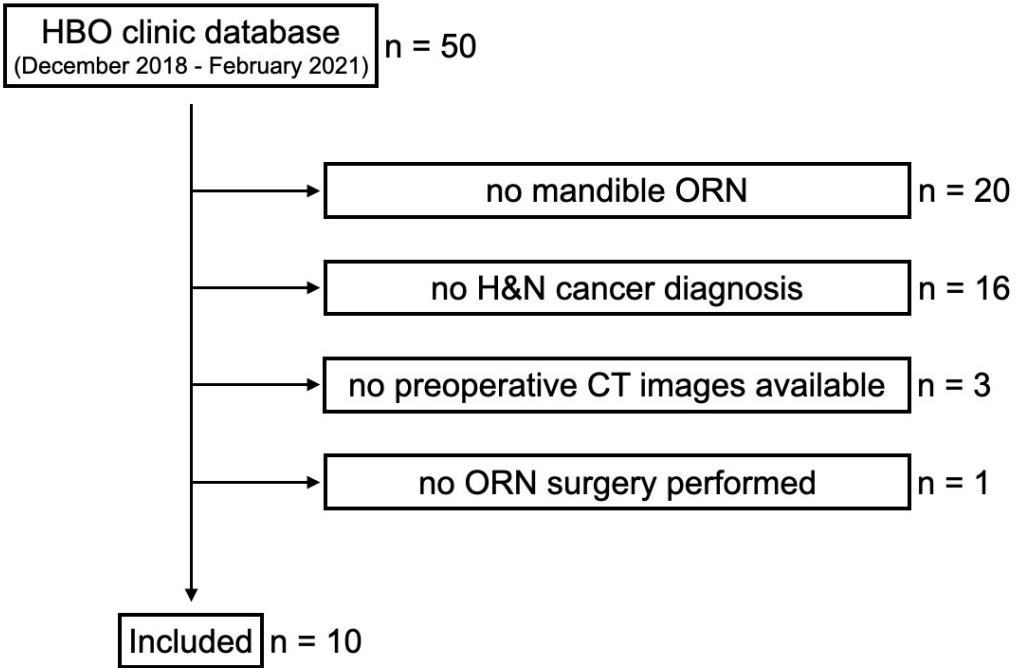 HBO clinic database
(December 2018 - February 2021)
n = 50
no mandible ORN
n = 20
no H&N cancer diagnosis
n = 16
no preoperative CT images available
n = 3
no ORN surgery performed
n = 1
Included
n = 10